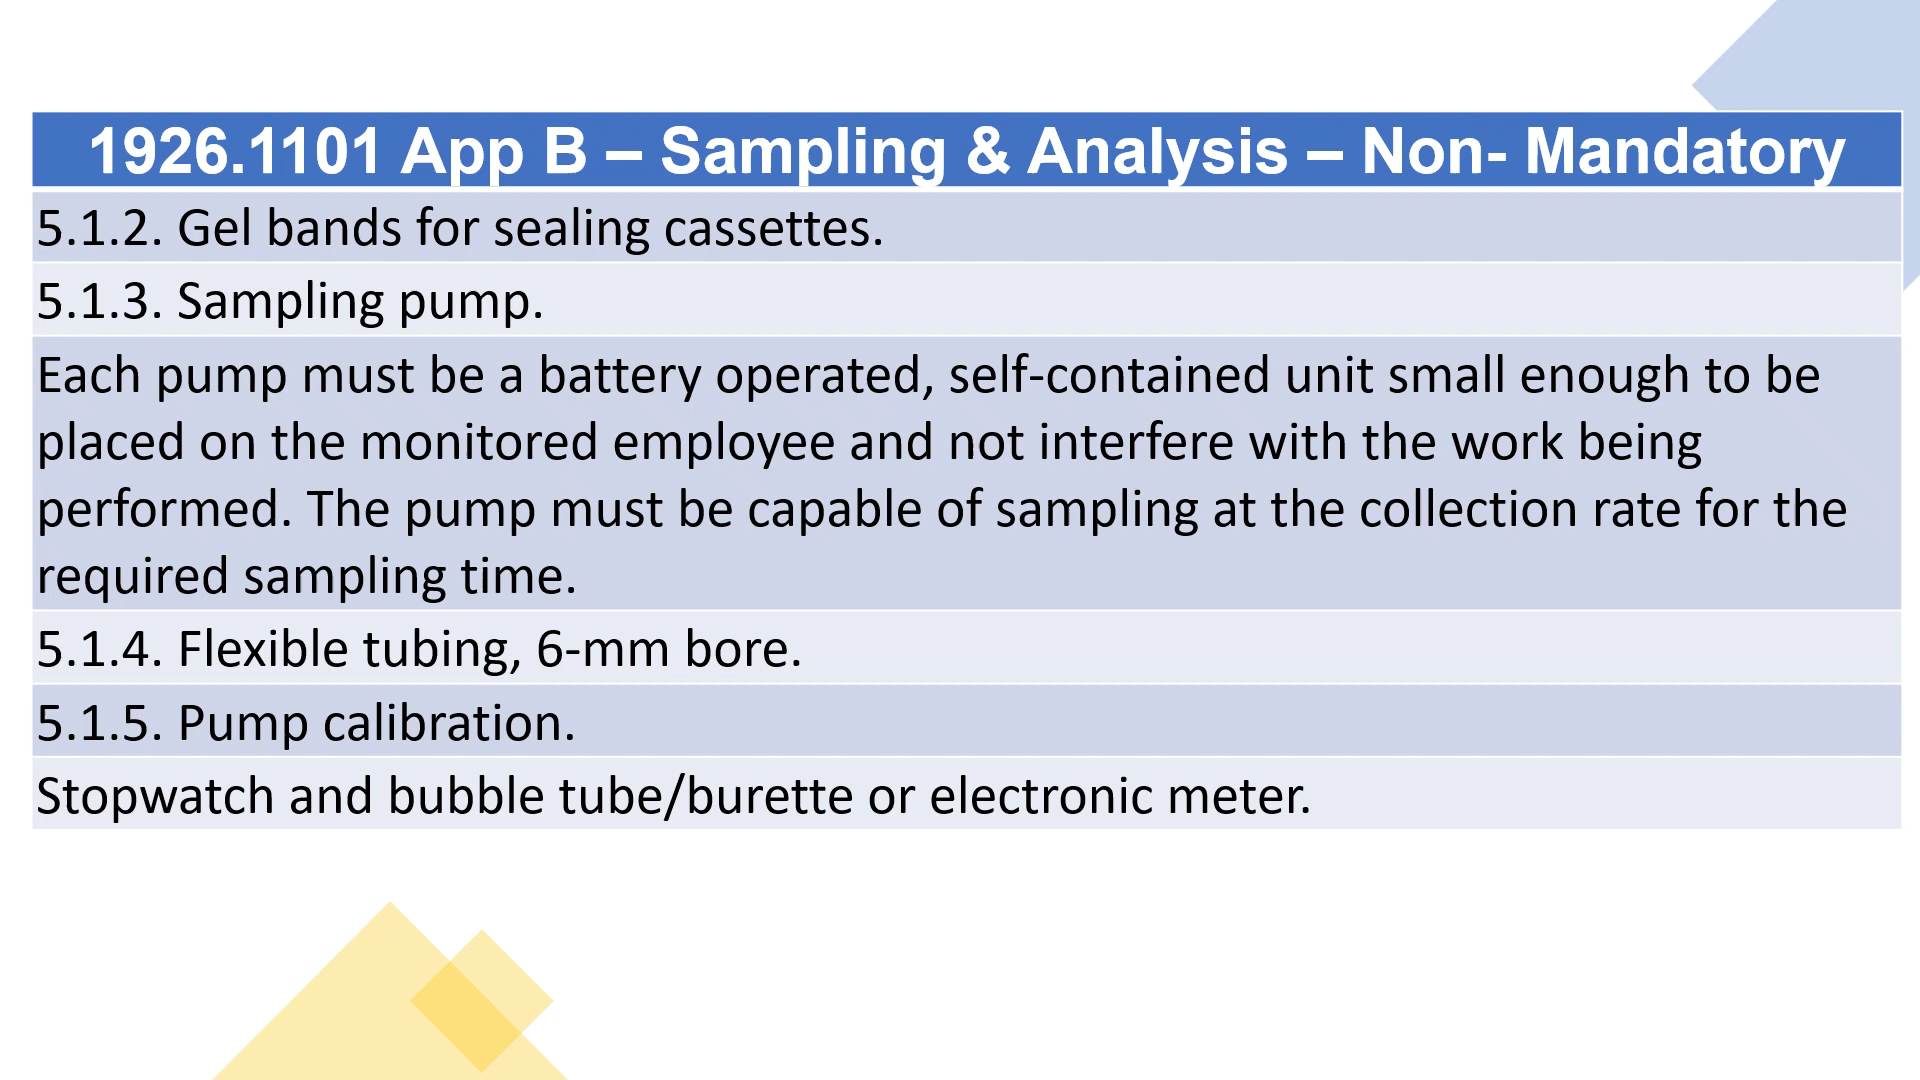 1926.1101 App B – Sampling & Analysis – Non- Mandatory
5.1.2. Gel bands for sealing cassettes.
5.1.3. Sampling pump.
Each pump must be a battery operated, self-contained unit small enough to be
placed on the monitored employee and not interfere with the work being
performed. The pump must be capable of sampling at the collection rate for the
required sampling time.
5.1.4. Flexible tubing, 6-mm bore.
5.1.5. Pump calibration.
Stopwatch and bubble tube/burette or electronic meter.